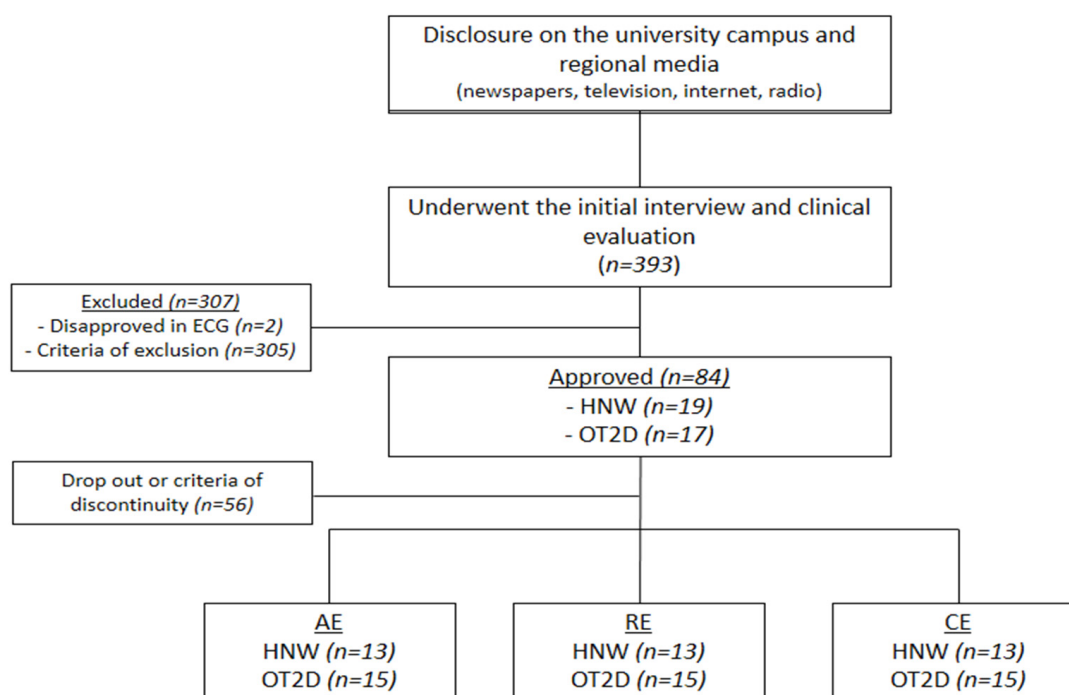 Disclosure on the university campus and
regional media
(newspapers, television, internet, radio)
Underwent the initial interview and clinical
evaluation
(n=393)
Excluded (n=307)
- Disapproved in ECG (n=2)
- Criteria of exclusion (n=305)
Approved (n=84)
- HNW (n=19)
- OT2D (n=17)
Drop out or criteria of
discontinuity (n=56)
AE
HNW (n=13)
OT2D (n=15)
RE
HNW (n=13)
OT2D (n=15)
CE
HNW (n=13)
OT2D (n=15)